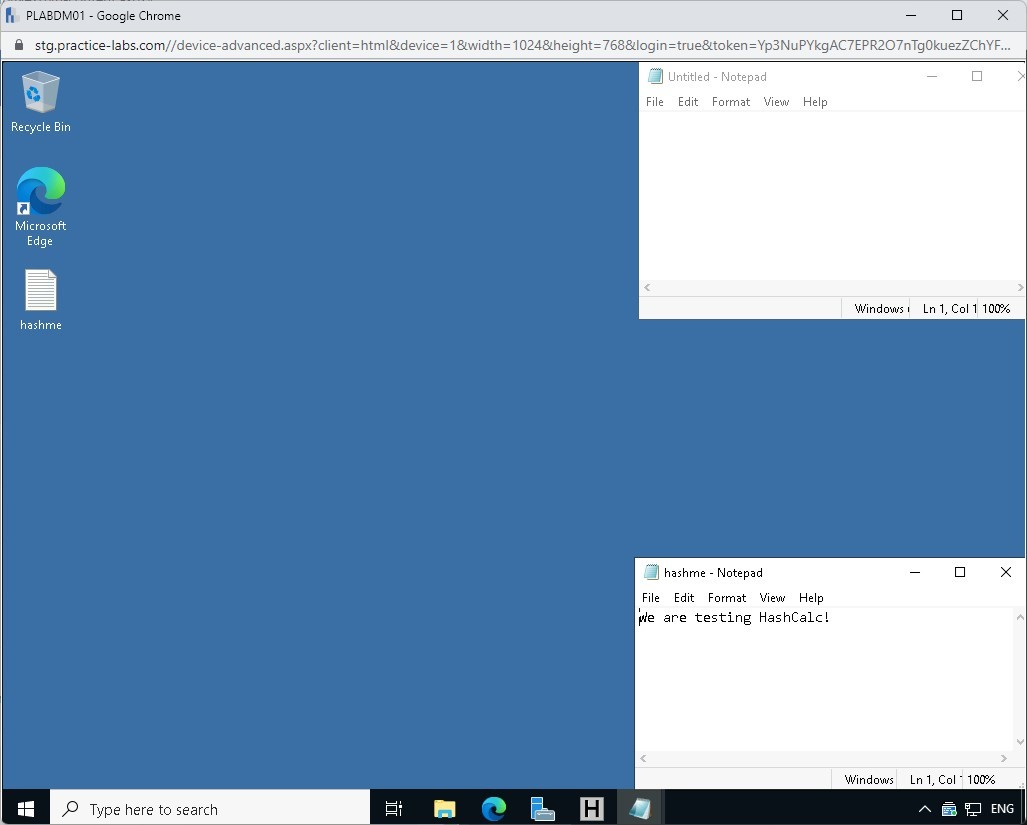 PLABDM01 - Google Chrome
stg.practice-labs.com//device-advanced.aspx?client=html&device=1&width=1024&height=768&login=true&token=Yp3NuPYkgAC7EPR2O7nTg0kuezZChYF...
Recycle Bin
Microsoft
Edge
hashme
Untitled - Notepad
File Edit Format View Help
Windows Ln 1, Col 1 100%
hashme - Notepad
File Edit Format View Help
We are testing HashCalc!
Windows Ln 1, Col 100%
Type here to search
H
ENG